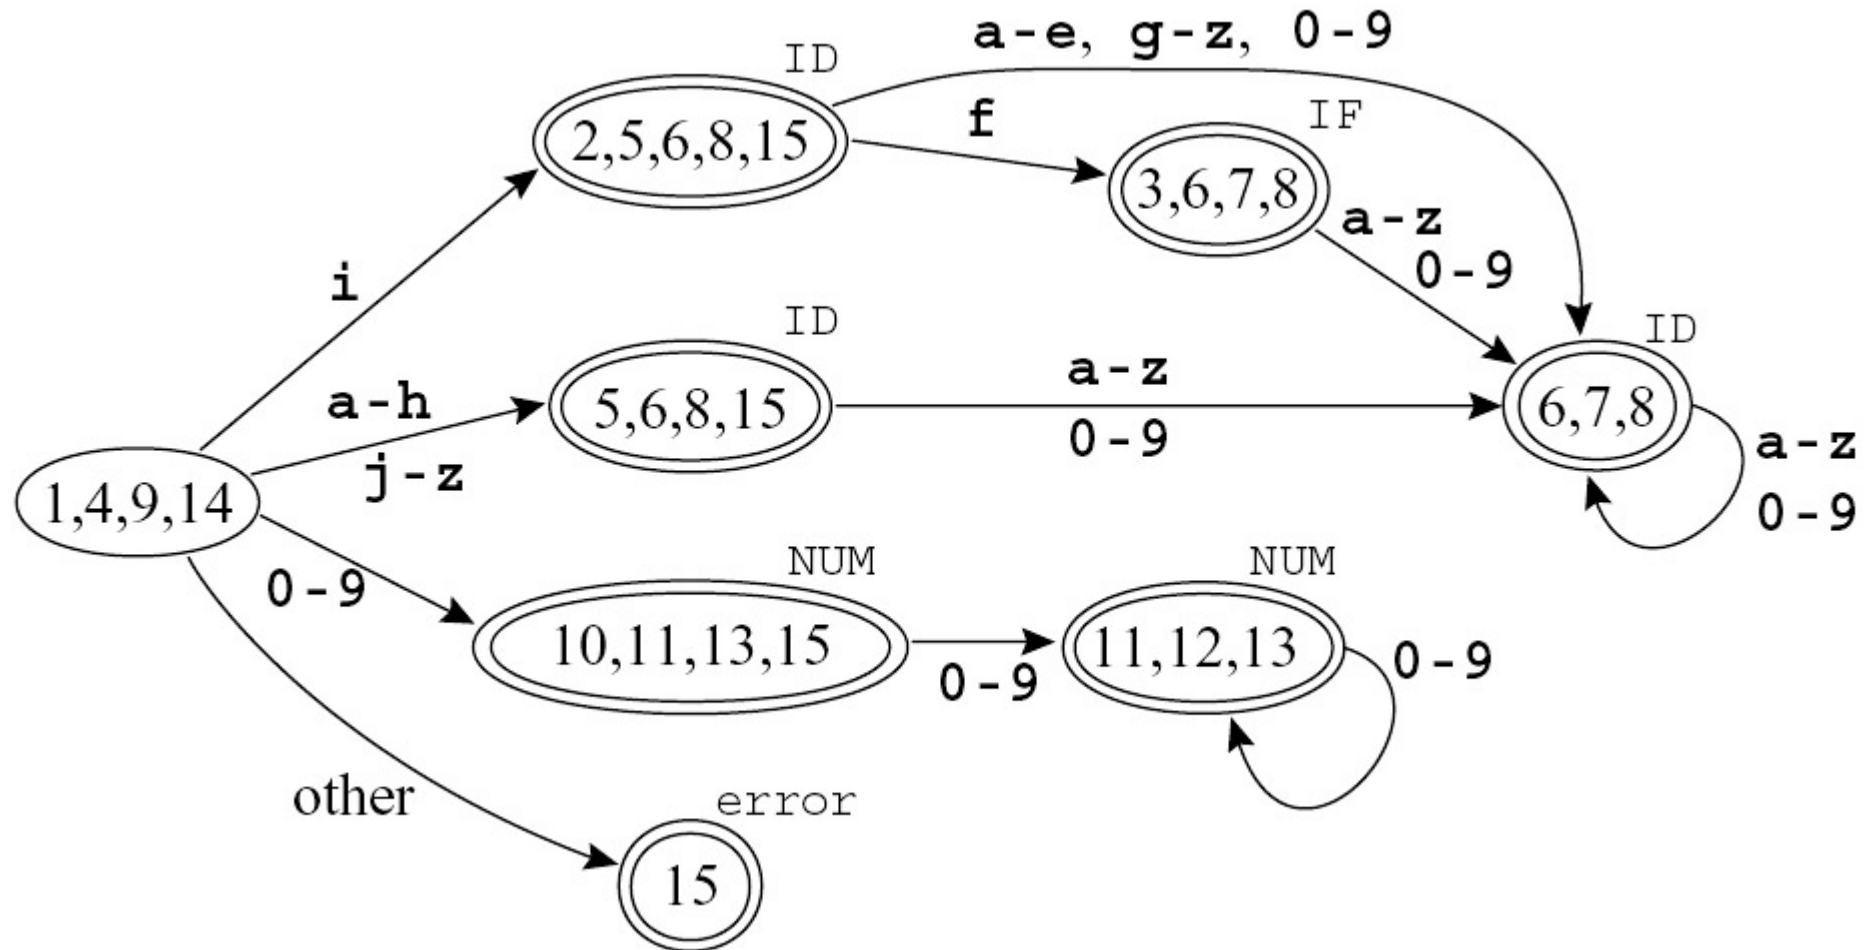 a-e, g-z, 0-9
ID
2,5,6,8,15
f
IF
3,6,7,8
a-z
0-9
i
ID
5,6,8,15
a-z
0-9
ID
6,7,8
a-z
0-9
a-h
j-z
1,4,9,14
0-9
NUM
10,11,13,15
0-9
NUM
11,12,13
0-9
other
error
15